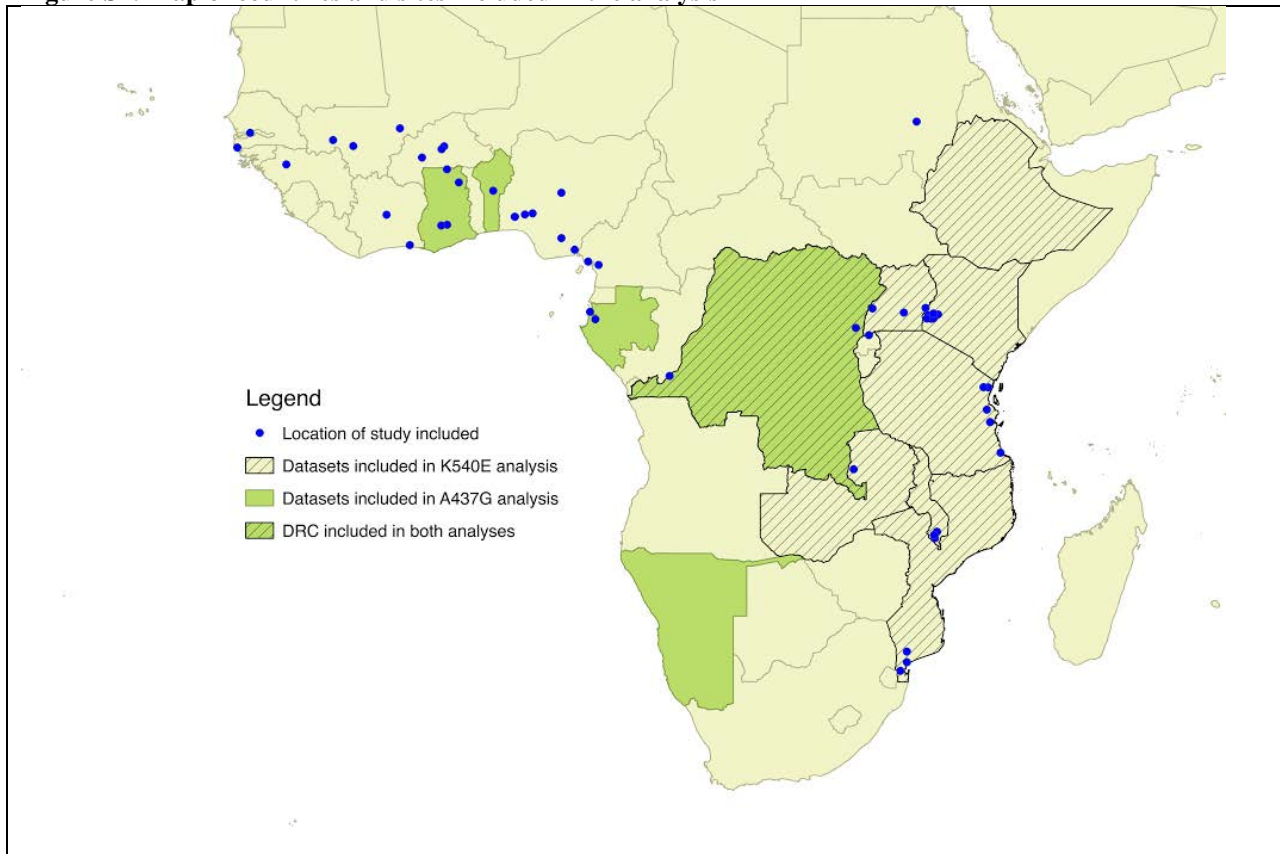 Legend
Location of study included
Datasets included in K540E analysis
Datasets included in A437G analysis
DRC included in both analyses